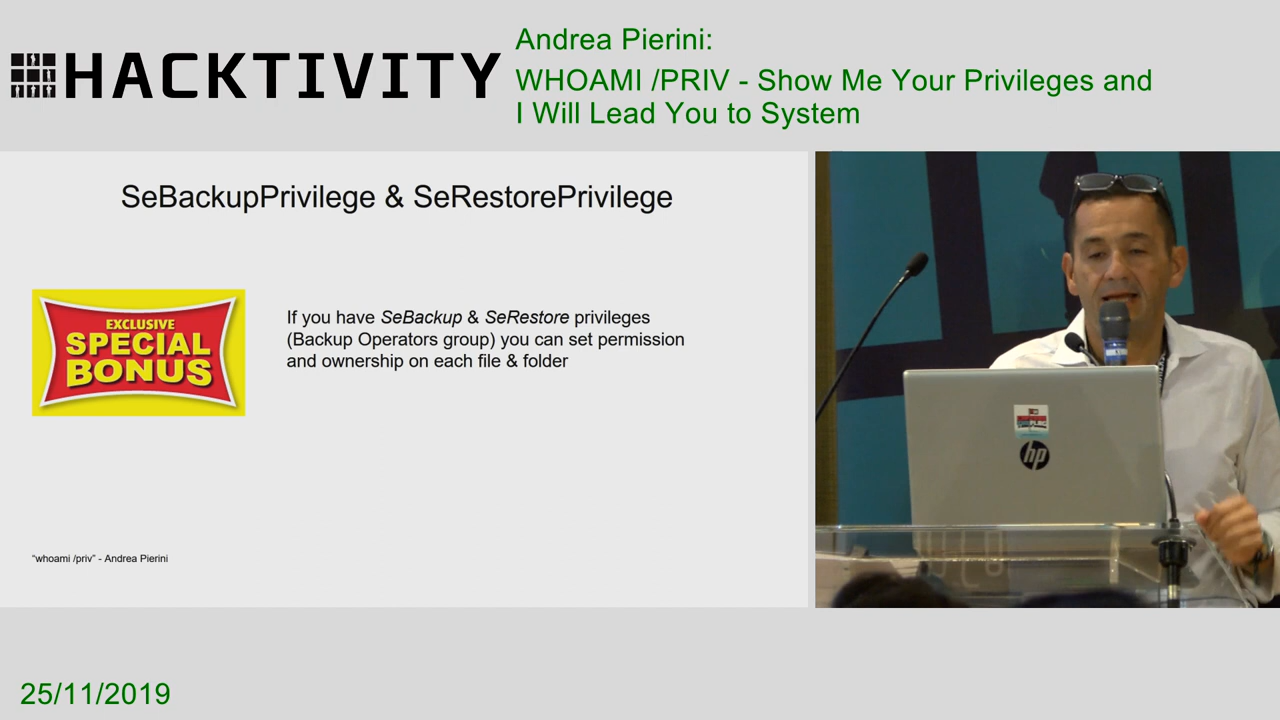 HACKTIVITY
Andrea Pierini:
WHOAMI /PRIV - Show Me Your Privileges and
I Will Lead You to System
SeBackupPrivilege & SeRestorePrivilege
EXCLUSIVE
SPECIAL
BONUS
If you have SeBackup & SeRestore privileges
(Backup Operators group) you can set permission
and ownership on each file & folder
"whoami /priv" - Andrea Pierini
hp
25/11/2019